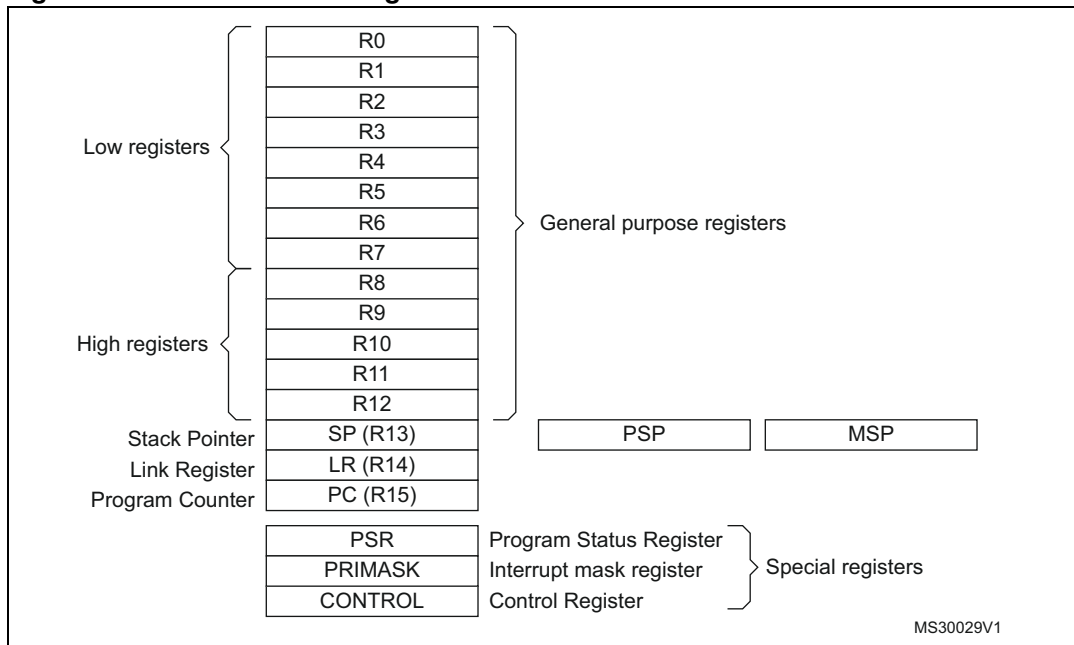 R0
R1
R2
R3
Low registers
R4
R5
R6
General purpose registers
R7
R8
R9
High registers
R10
R11
R12
Stack Pointer SP (R13) PSP MSP
Link Register LR (R14)
Program Counter PC (R15)
PSR Program Status Register
PRIMASK Interrupt mask register Special registers
CONTROL Control Register
MS30029V1